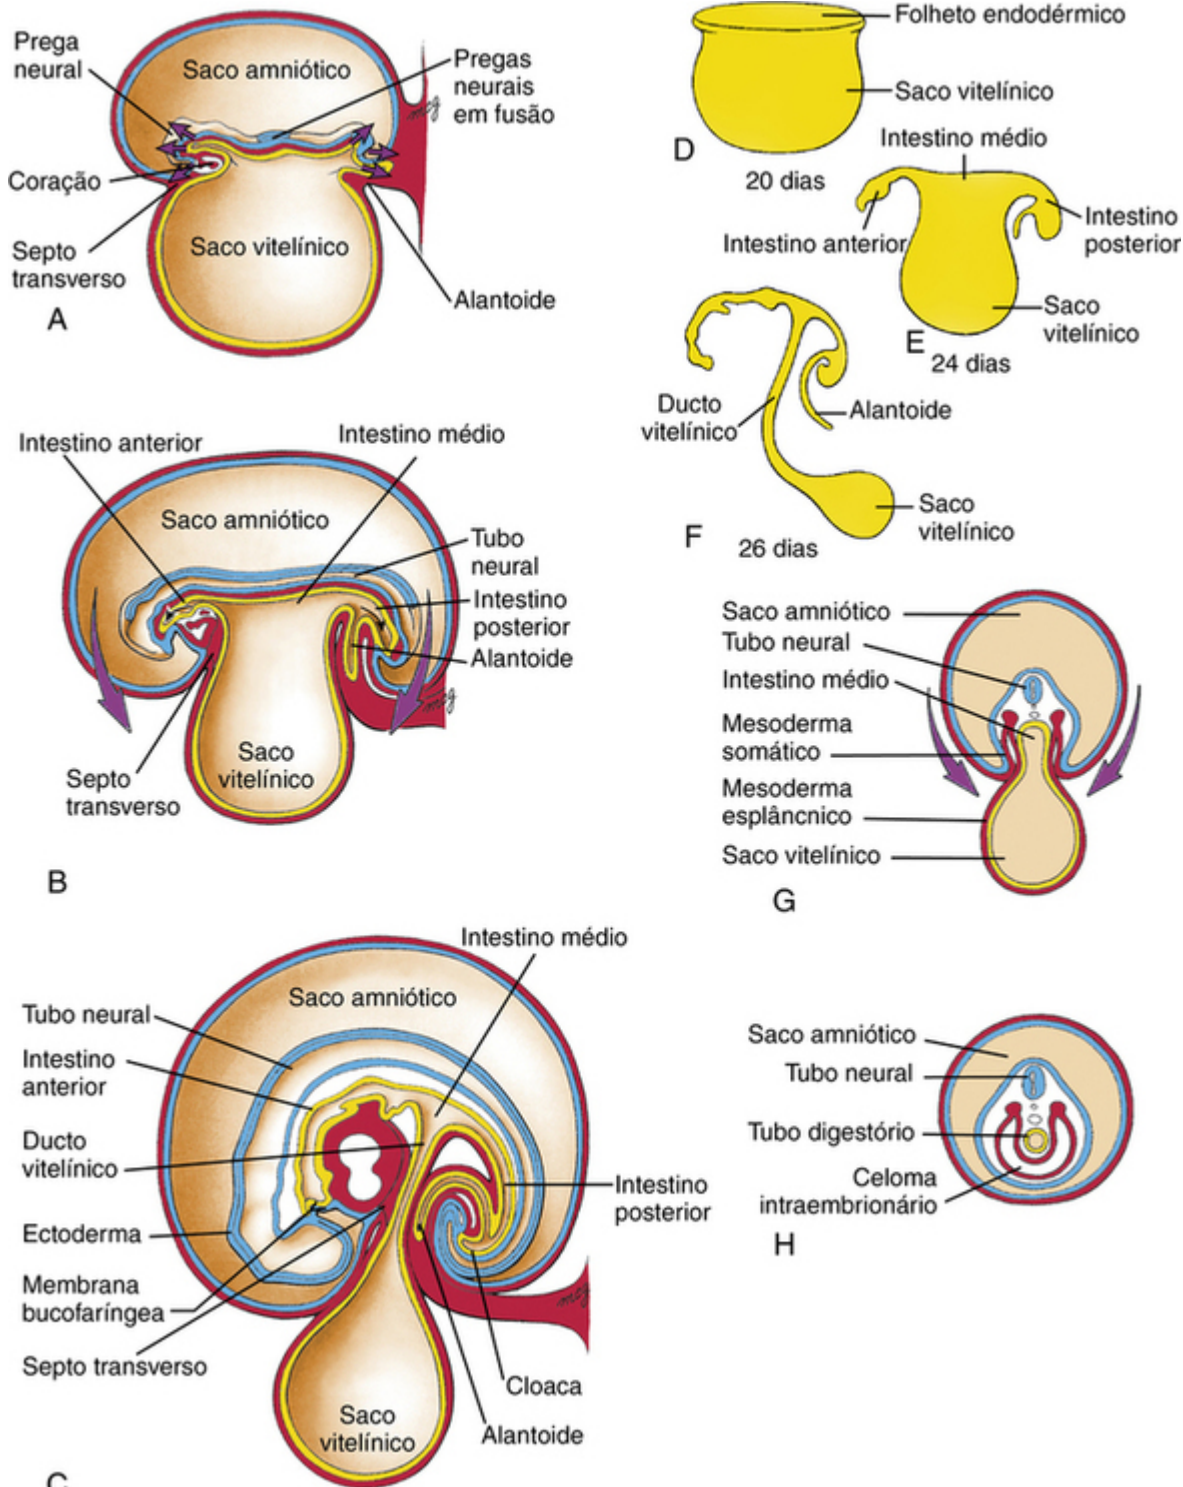 Prega
neural
Saco amniótico
Pregas
neurais
em fusão
mcg
Coração
Septo
transverso
Saco vitelínico
Alantoide
A
Folheto endodérmico
Saco vitelínico
D
20 dias
Intestino médio
Intestino anterior
Intestino
posterior
Saco
vitelínico
E
24 dias
Ducto
vitelínico
Alantoide
Saco
vitelínico
F
26 dias
Intestino anterior
Intestino médio
Saco amniótico
Tubo
neural
Intestino
posterior
Alantoide
mcg
Septo
transverso
Saco
vitelínico
B
Saco amniótico
Tubo neural
Intestino médio
Mesoderma
somático
Mesoderma
esplâncnico
Saco vitelínico
G
Intestino médio
Saco amniótico
Tubo neural
Intestino
anterior
Ducto
vitelínico
Ectoderma
Membrana
bucofaríngea
Septo transverso
Intestino
posterior
mcg
Cloaca
Alantoide
Saco
vitelínico
C
Saco amniótico
Tubo neural
Tubo digestório
Celoma
intraembrionário
H